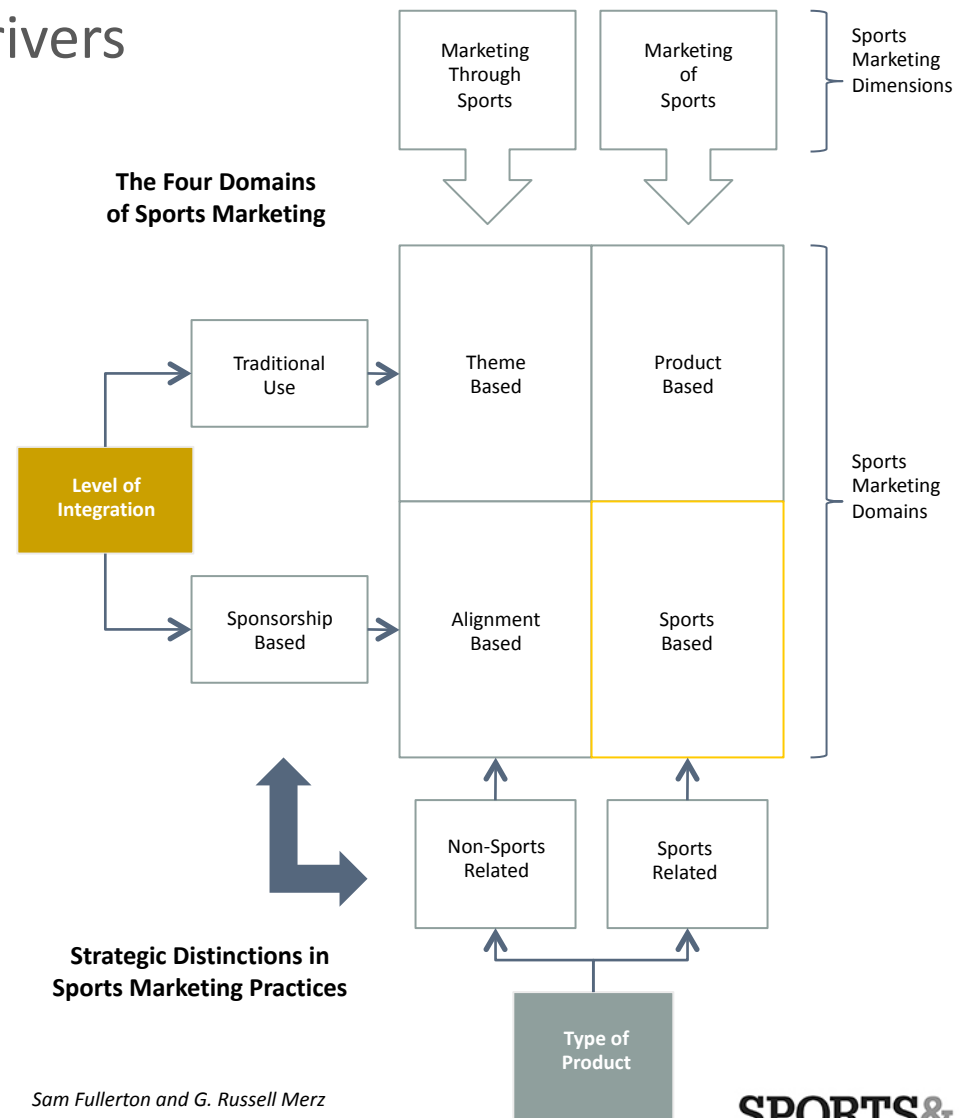 rivers
Marketing
Through
Sports
Marketing
of
Sports
Sports
Marketing
Dimensions
The Four Domains
of Sports Marketing
Traditional
Use
Theme
Based
Product
Based
Level of
Integration
Sports
Marketing
Domains
Sponsorship
Based
Alignment
Based
Sports
Based
Non-Sports
Related
Sports
Related
Strategic Distinctions in
Sports Marketing Practices
Type of
Product
Sam Fullerton and G. Russell Merz
SPORTS&